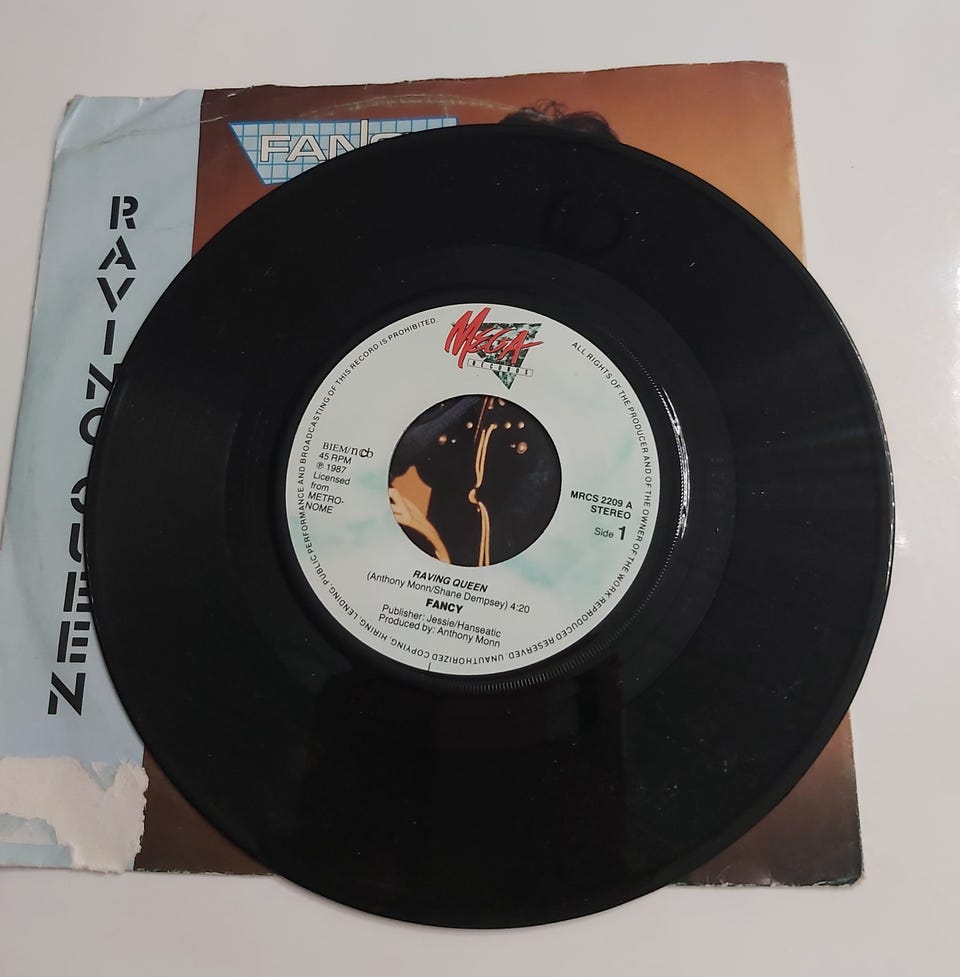 FANCY
RAVING QUEEN
MEGA
RECORDS
UNAUTHORIZED COPYING, HIRING, LENDING, PUBLIC PERFORMANCE AND BROADCASTING OF THIS RECORD IS PROHIBITED.
ALL RIGHTS OF THE PRODUCER AND OF THE OWNER OF THE WORK REPRODUCED RESERVED.
BIEM/ncb
45 RPM
℗ 1987
Licensed
from
METRO-
NOME
MRCS 2209 A
STEREO
Side 1
RAVING QUEEN
(Anthony Monn/Shane Dempsey) 4:20
FANCY
Publisher: Jessie/Hanseatic
Produced by: Anthony Monn